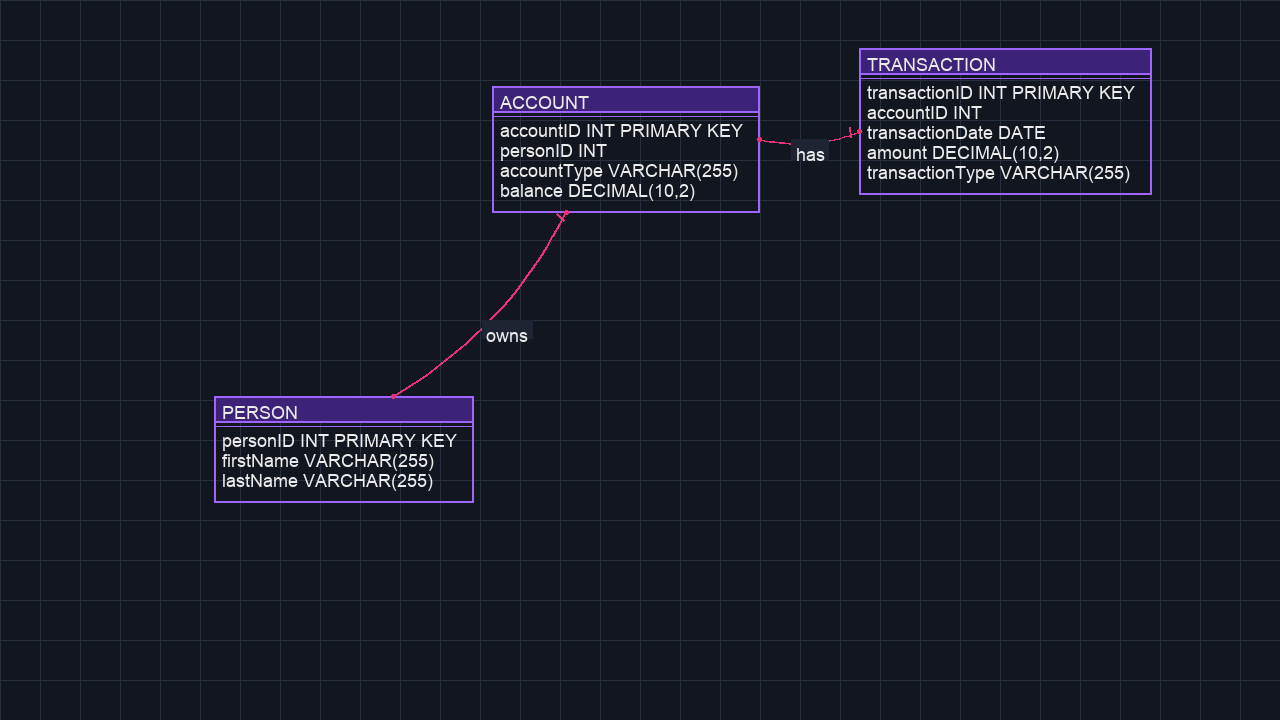 TRANSACTION
transactionID INT PRIMARY KEY
accountID INT
transactionDate DATE
amount DECIMAL(10,2)
transactionType VARCHAR(255)
ACCOUNT
accountID INT PRIMARY KEY
personID INT
accountType VARCHAR(255)
balance DECIMAL(10,2)
has
owns
PERSON
personID INT PRIMARY KEY
firstName VARCHAR(255)
lastName VARCHAR(255)